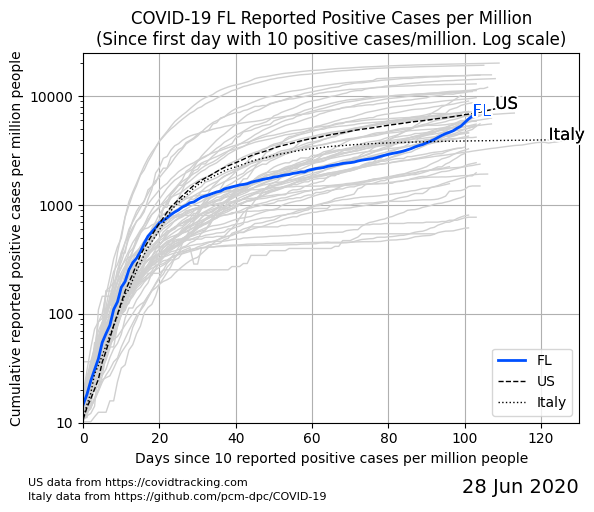 COVID-19 FL Reported Positive Cases per Million
(Since first day with 10 positive cases/million. Log scale)
Cumulative reported positive cases per million people
10000
1000
100
10
FL
US
Italy
FL
US
Italy
0
20
40
60
80
100
120
Days since 10 reported positive cases per million people
US data from https://covidtracking.com
Italy data from https://github.com/pcm-dpc/COVID-19
28 Jun 2020